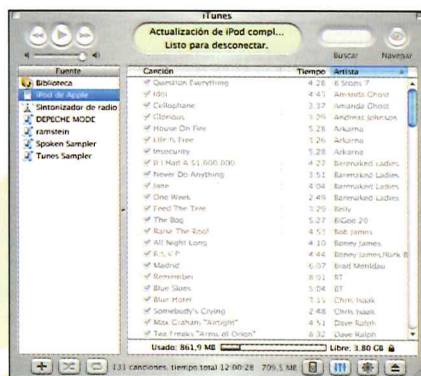 iTunes
Actualización de iPod compl...
Listo para desconectar.
Buscar Navegar
Fuente
Biblioteca
iPod de Apple
Sintonizador de radio
DEPECHE MODE
ramstein
Spoken Sampler
Tunes Sampler
Canción Tiempo Artista
Question Everything 4:28 8 Stops 7
Idol 4:43 Amanda Ghost
Cellophane 3:37 Amanda Ghost
Glorious 3:29 Andreas Johnson
House On Fire 5:28 Arkarna
Life Is Free 3:26 Arkarna
Insecurity 5:28 Arkarna
If I Had A $1,000,000 4:27 Barenaked Ladies
Never Do Anything 3:51 Barenaked Ladies
Jane 4:04 Barenaked Ladies
One Week 2:49 Barenaked Ladies
Feed The Tree 3:29 Belly
The Bog 5:27 BiGod 20
Raise The Roof 4:53 Bob James
All Night Long 4:10 Boney James
R.S.V.P. 4:44 Boney James/Rick B
Madrid 6:07 Brad Mehldau
Remember 8:01 BT
Blue Skies 5:04 BT
Blue Hotel 3:15 Chris Isaak
Somebody's Crying 2:48 Chris Isaak
Max Graham "Airtight" 4:51 Dave Ralph
Tea Freaks "Arms of Orion" 8:32 Dave Ralph
Usado: 861,9 MB Libre: 3,80 GB
131 canciones, tiempo total 12:00:28 709,5 MB